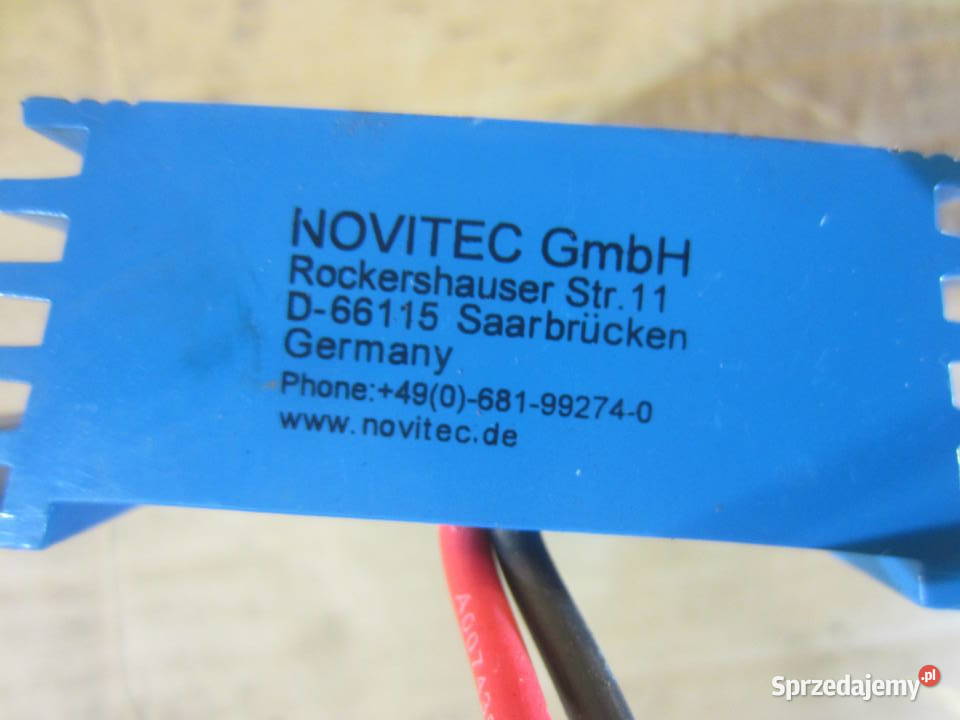 NOVITEC GmbH
Rockershauser Str.11
D-66115 Saarbrücken
Germany
Phone:+49(0)-681-99274-0
www.novitec.de
Sprzedajemy.pl